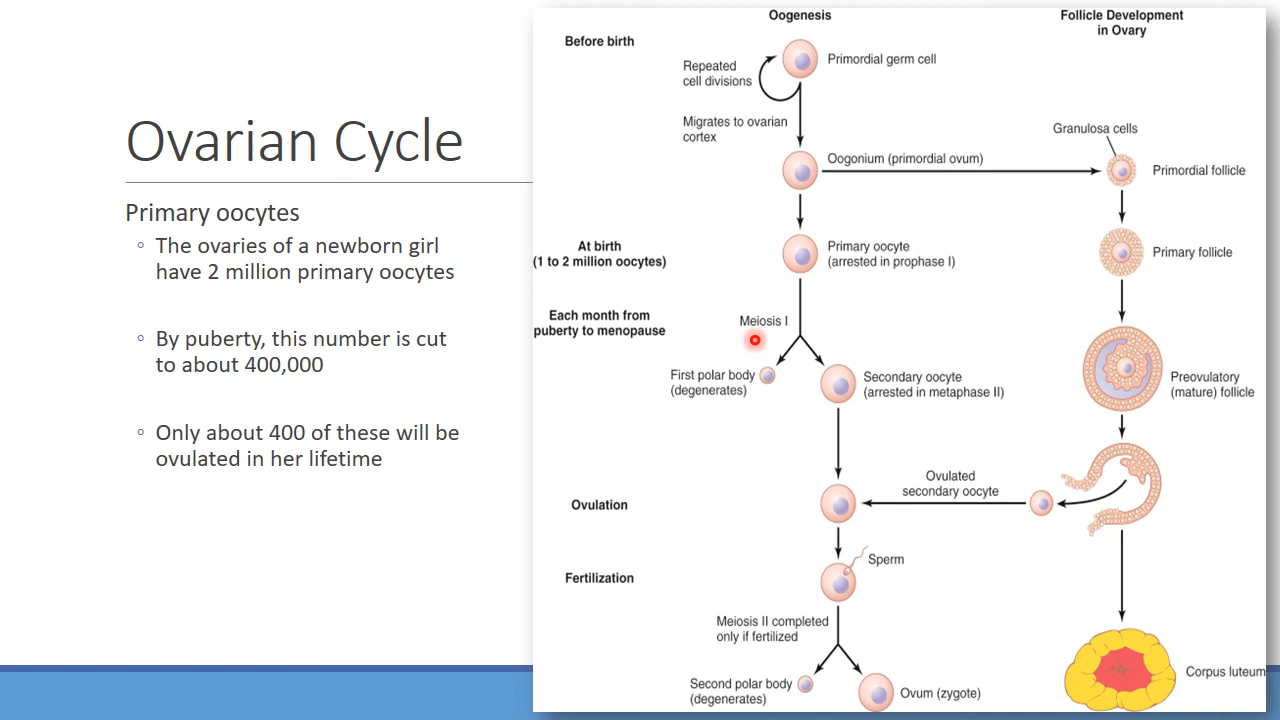 Ovarian Cycle
Primary oocytes
The ovaries of a newborn girl
have 2 million primary oocytes
By puberty, this number is cut
to about 400,000
Only about 400 of these will be
ovulated in her lifetime
Oogenesis
Follicle Development
in Ovary
Before birth
Repeated
cell divisions
Primordial germ cell
Migrates to ovarian
cortex
Granulosa cells
Oogonium (primordial ovum)
Primordial follicle
At birth
(1 to 2 million oocytes)
Primary oocyte
(arrested in prophase I)
Primary follicle
Each month from
puberty to menopause
Meiosis I
First polar body
(degenerates)
Secondary oocyte
(arrested in metaphase II)
Preovulatory
(mature) follicle
Ovulation
Ovulated
secondary oocyte
Sperm
Fertilization
Meiosis II completed
only if fertilized
Second polar body
(degenerates)
Ovum (zygote)
Corpus luteum